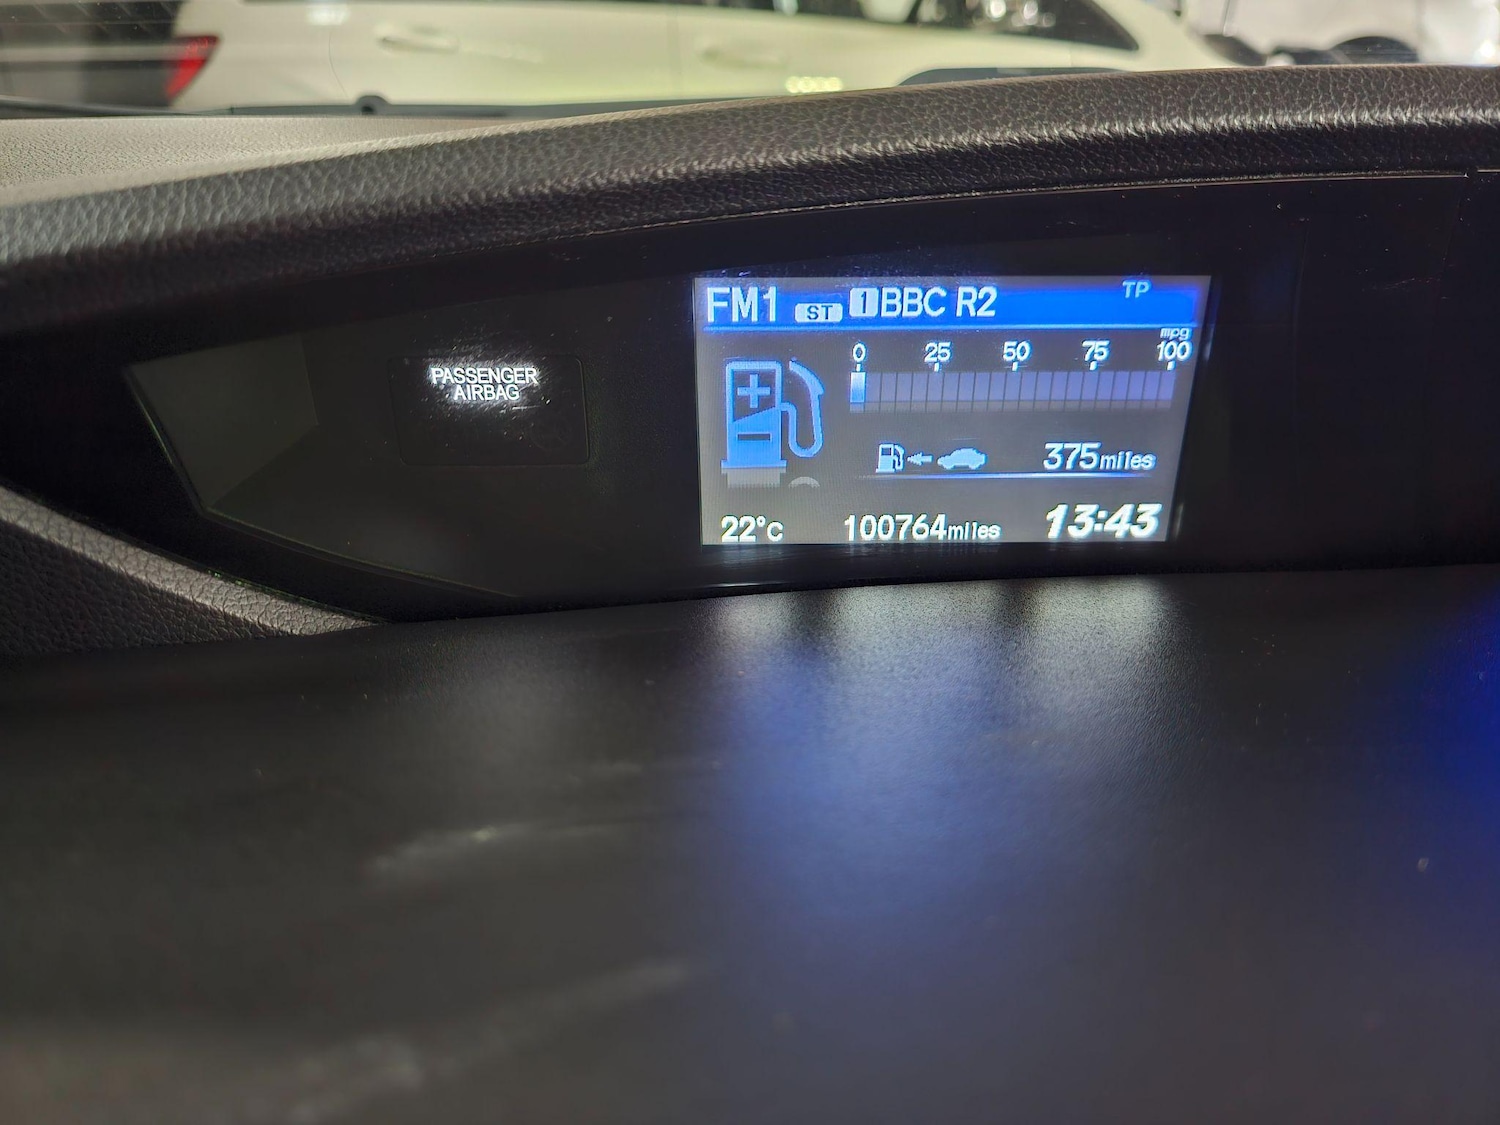 FM1 ST 1 BBC R2 TP
mpg
0 25 50 75 100
PASSENGER
AIRBAG
375miles
22°C 100764miles 13:43